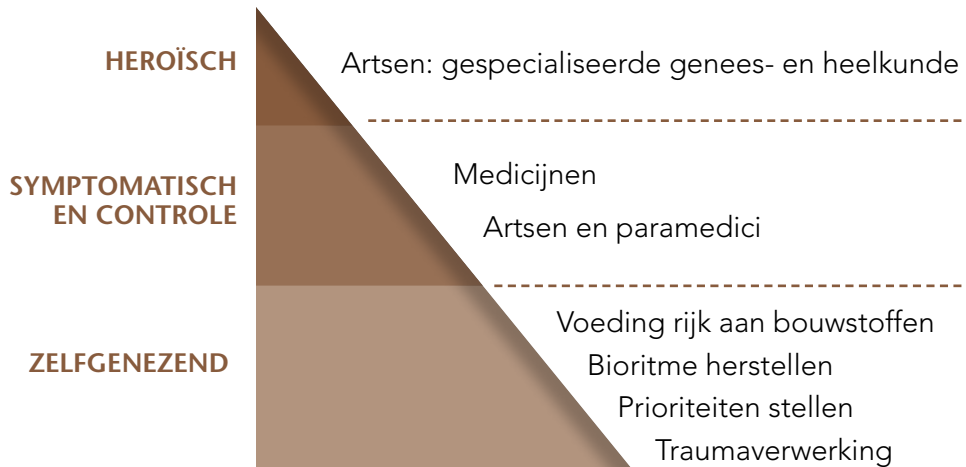 HEROÏSCH
Artsen: gespecialiseerde genees- en heelkunde
SYMPTOMATISCH
EN CONTROLE
Medicijnen
Artsen en paramedici
ZELFGENEZEND
Voeding rijk aan bouwstoffen
Bioritme herstellen
Prioriteiten stellen
Traumaverwerking